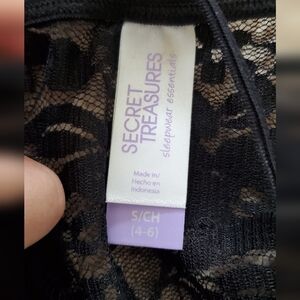 SECRET
TREASURES
sleepwear essentials
Made in/
Hecho en
Indonesia
S/CH
(4-6)